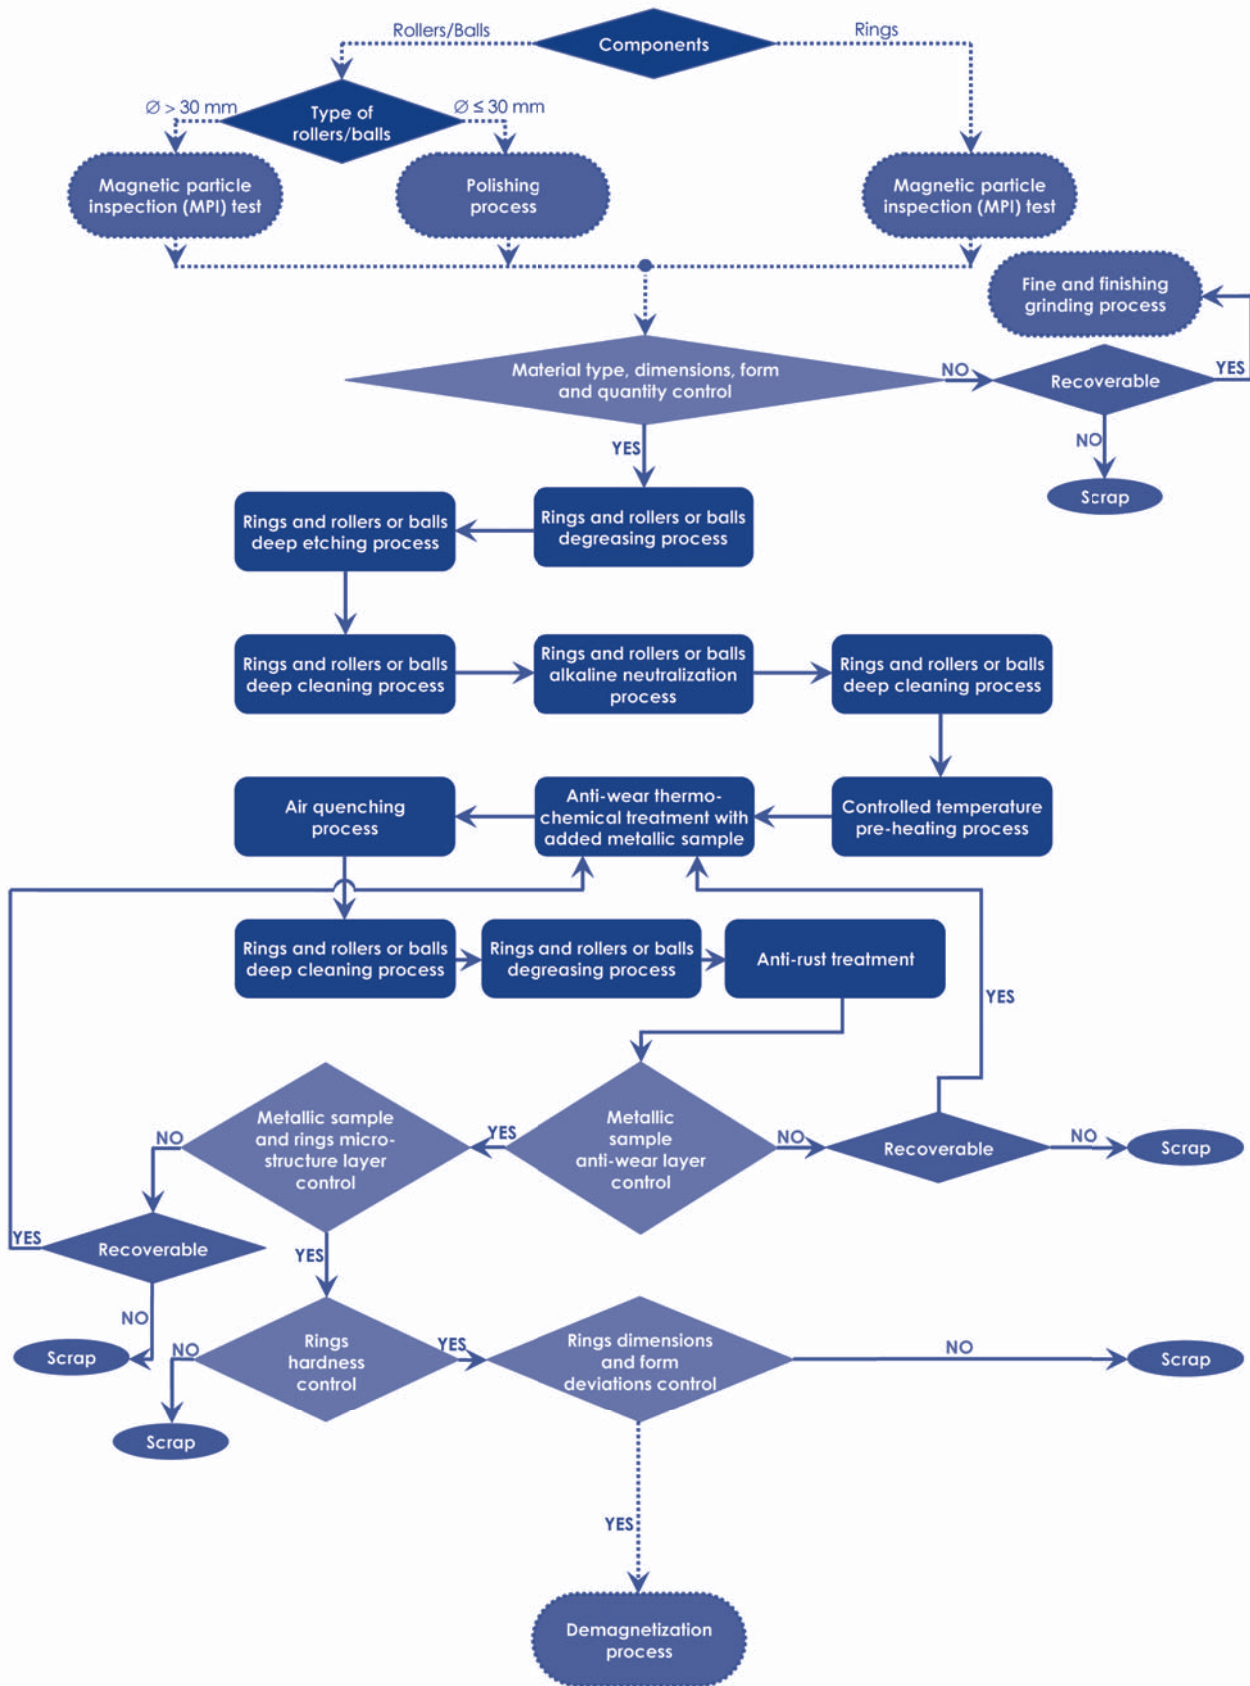 Rollers/Balls
Components
Rings
Ø > 30 mm
Type of
rollers/balls
Ø ≤ 30 mm
Magnetic particle
inspection (MPI) test
Polishing
process
Magnetic particle
inspection (MPI) test
Fine and finishing
grinding process
Material type, dimensions, form
and quantity control
NO
Recoverable
YES
YES
NO
Scrap
Rings and rollers or balls
deep etching process
Rings and rollers or balls
degreasing process
Rings and rollers or balls
deep cleaning process
Rings and rollers or balls
alkaline neutralization
process
Rings and rollers or balls
deep cleaning process
Air quenching
process
Anti-wear thermo-
chemical treatment with
added metallic sample
Controlled temperature
pre-heating process
Rings and rollers or balls
deep cleaning process
Rings and rollers or balls
degreasing process
Anti-rust treatment
YES
Metallic sample
and rings micro-
structure layer
control
NO
YES
Metallic
sample
anti-wear layer
control
NO
Recoverable
NO
Scrap
YES
Recoverable
YES
NO
Scrap
NO
Rings
hardness
control
YES
Rings dimensions
and form
deviations control
NO
Scrap
Scrap
YES
Demagnetization
process